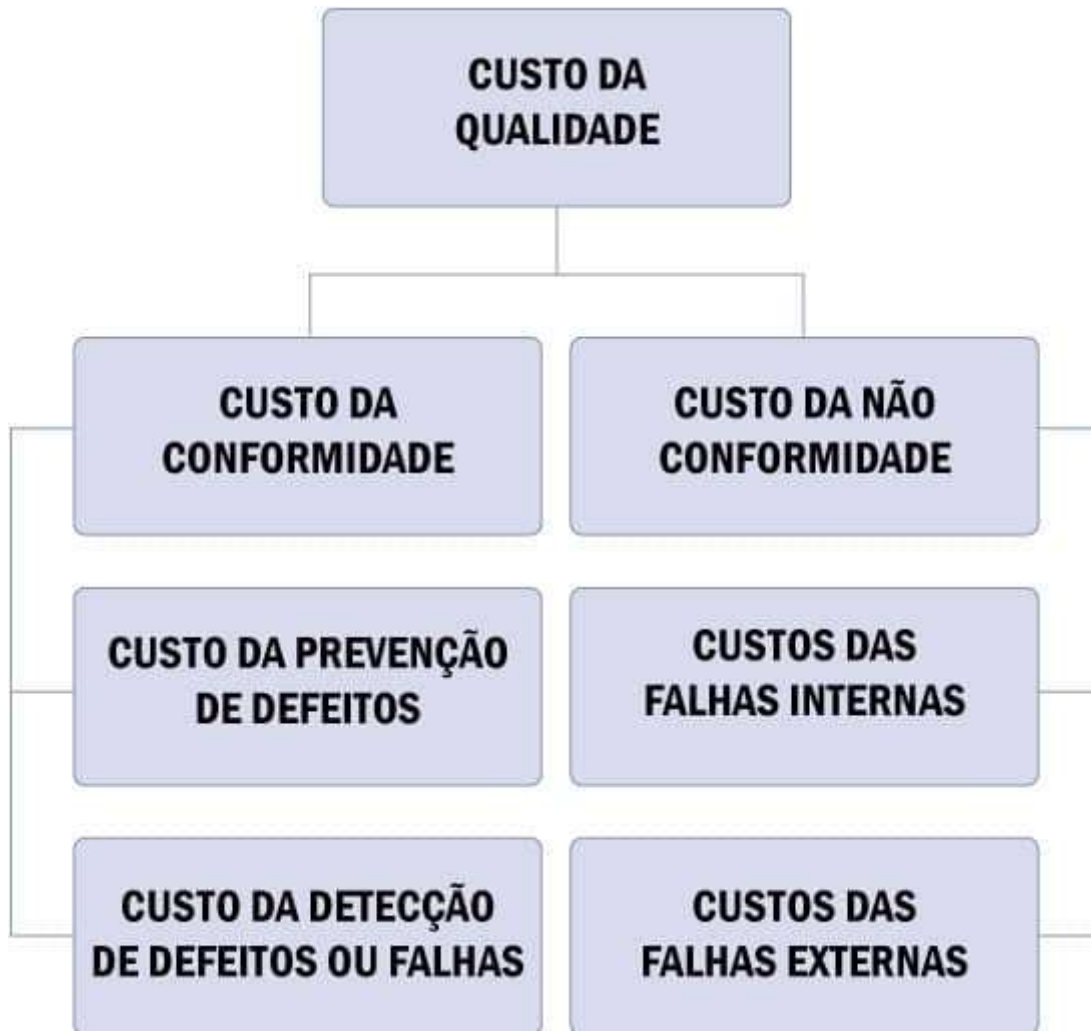 CUSTO DA
QUALIDADE
CUSTO DA
CONFORMIDADE
CUSTO DA NÃO
CONFORMIDADE
CUSTO DA PREVENÇÃO
DE DEFEITOS
CUSTOS DAS
FALHAS INTERNAS
CUSTO DA DETECÇÃO
DE DEFEITOS OU FALHAS
CUSTOS DAS
FALHAS EXTERNAS